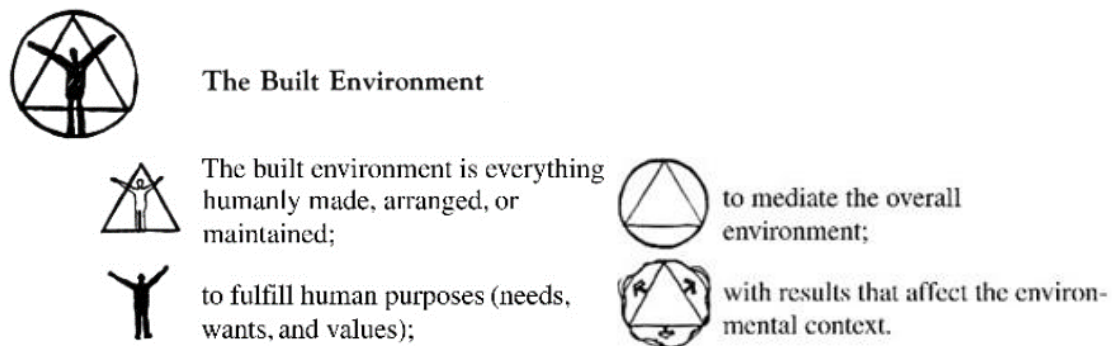 The Built Environment
The built environment is everything
humanly made, arranged, or
maintained;
to fulfill human purposes (needs,
wants, and values);
to mediate the overall
environment;
with results that affect the environ-
mental context.